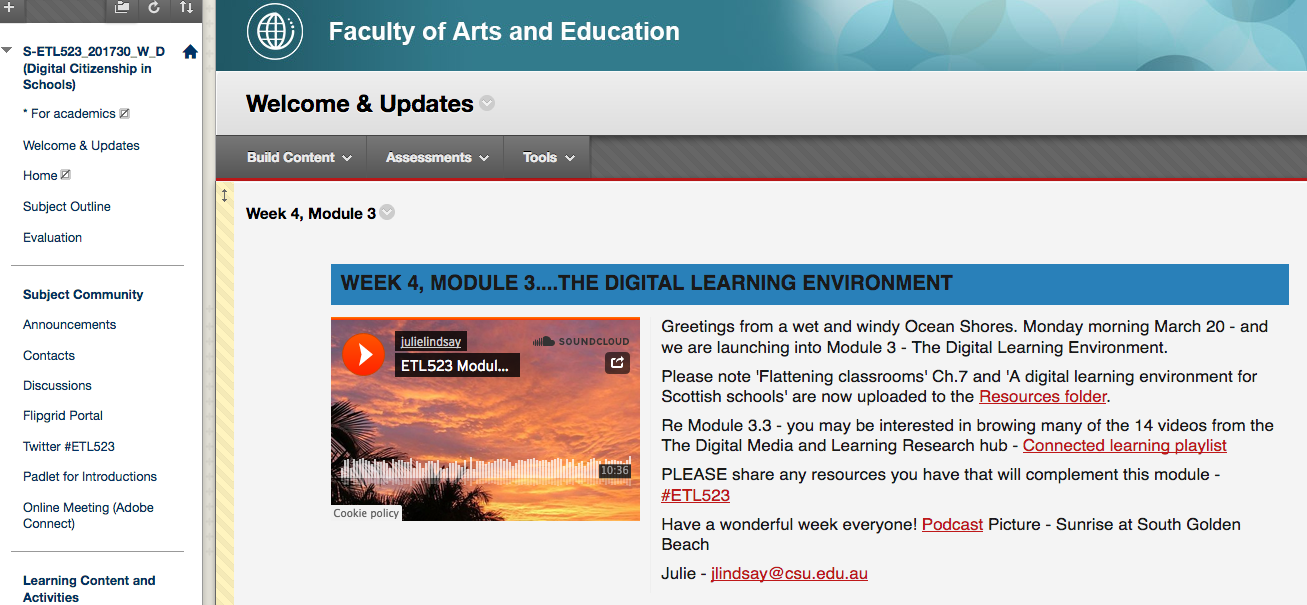 S-ETL523_201730_W_D
(Digital Citizenship in
Schools)
* For academics
Welcome & Updates
Home
Subject Outline
Evaluation
Subject Community
Announcements
Contacts
Discussions
Flipgrid Portal
Twitter #ETL523
Padlet for Introductions
Online Meeting (Adobe
Connect)
Learning Content and
Activities
Faculty of Arts and Education
Welcome & Updates
Build Content
Assessments
Tools
Week 4, Module 3
WEEK 4, MODULE 3....THE DIGITAL LEARNING ENVIRONMENT
julielindsay
SOUNDCLOUD
ETL523 Modul...
10:36
Cookie policy
Greetings from a wet and windy Ocean Shores. Monday morning March 20 - and
we are launching into Module 3 - The Digital Learning Environment.
Please note 'Flattening classrooms' Ch.7 and 'A digital learning environment for
Scottish schools' are now uploaded to the Resources folder.
Re Module 3.3 - you may be interested in browing many of the 14 videos from the
The Digital Media and Learning Research hub - Connected learning playlist
PLEASE share any resources you have that will complement this module -
#ETL523
Have a wonderful week everyone! Podcast Picture - Sunrise at South Golden
Beach
Julie - jlindsay@csu.edu.au